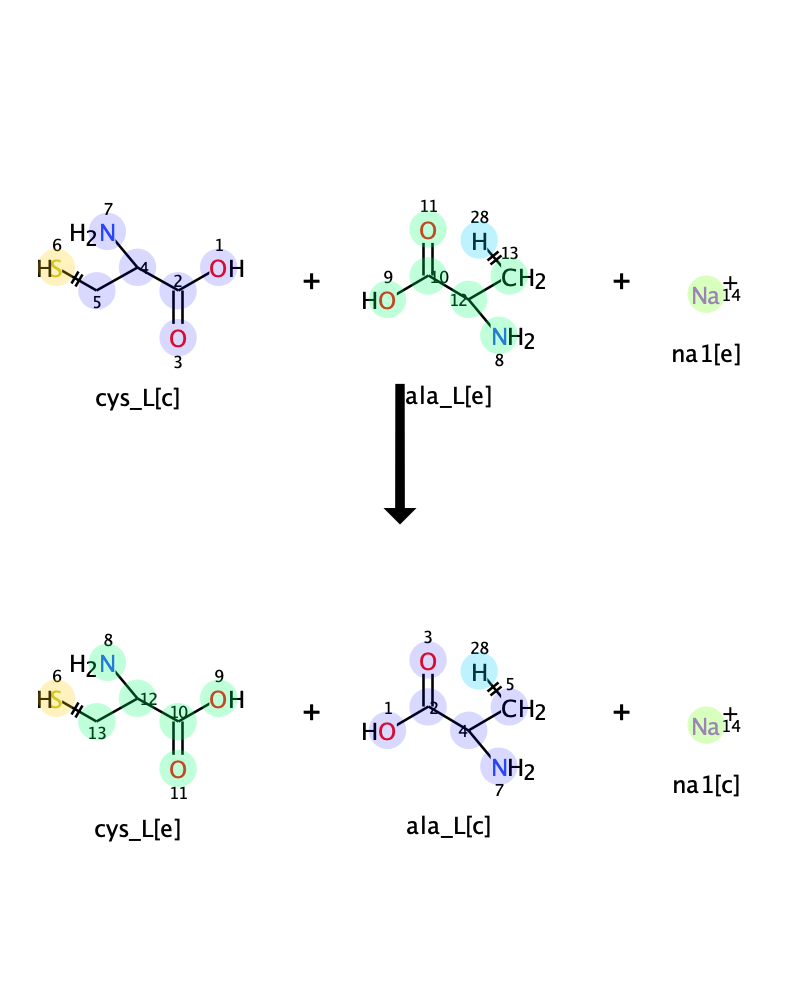 7
H2N
6
HS
4
5
1
2
OH
O
3
cys_L[c]
+
11
O
28
H
13
CH2
10
9
HO
12
NH2
8
ala_L[e]
+
Na+
14
na1[e]
8
H2N
6
HS
12
13
9
10
OH
O
11
cys_L[e]
+
3
O
28
H
5
CH2
2
1
HO
4
NH2
7
ala_L[c]
+
Na+
14
na1[c]